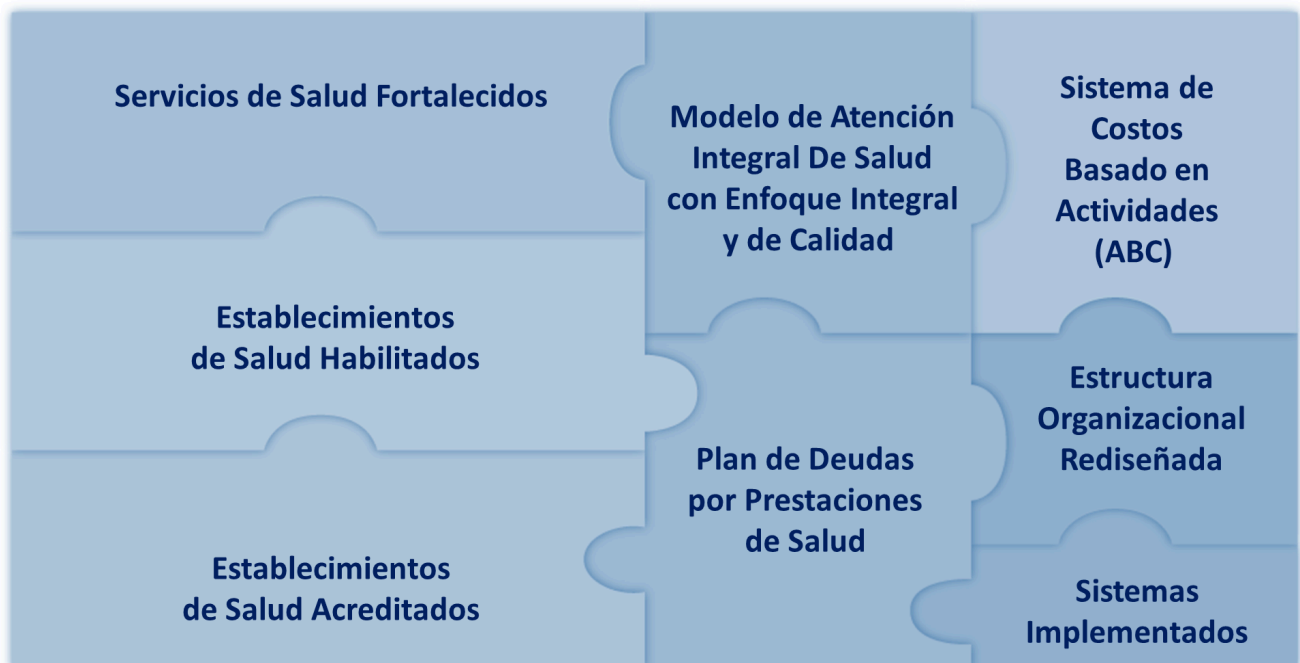 Servicios de Salud Fortalecidos
Establecimientos
de Salud Habilitados
Establecimientos
de Salud Acreditados
Modelo de Atención
Integral De Salud
con Enfoque Integral
y de Calidad
Plan de Deudas
por Prestaciones
de Salud
Sistema de
Costos
Basado en
Actividades
(ABC)
Estructura
Organizacional
Rediseñada
Sistemas
Implementados